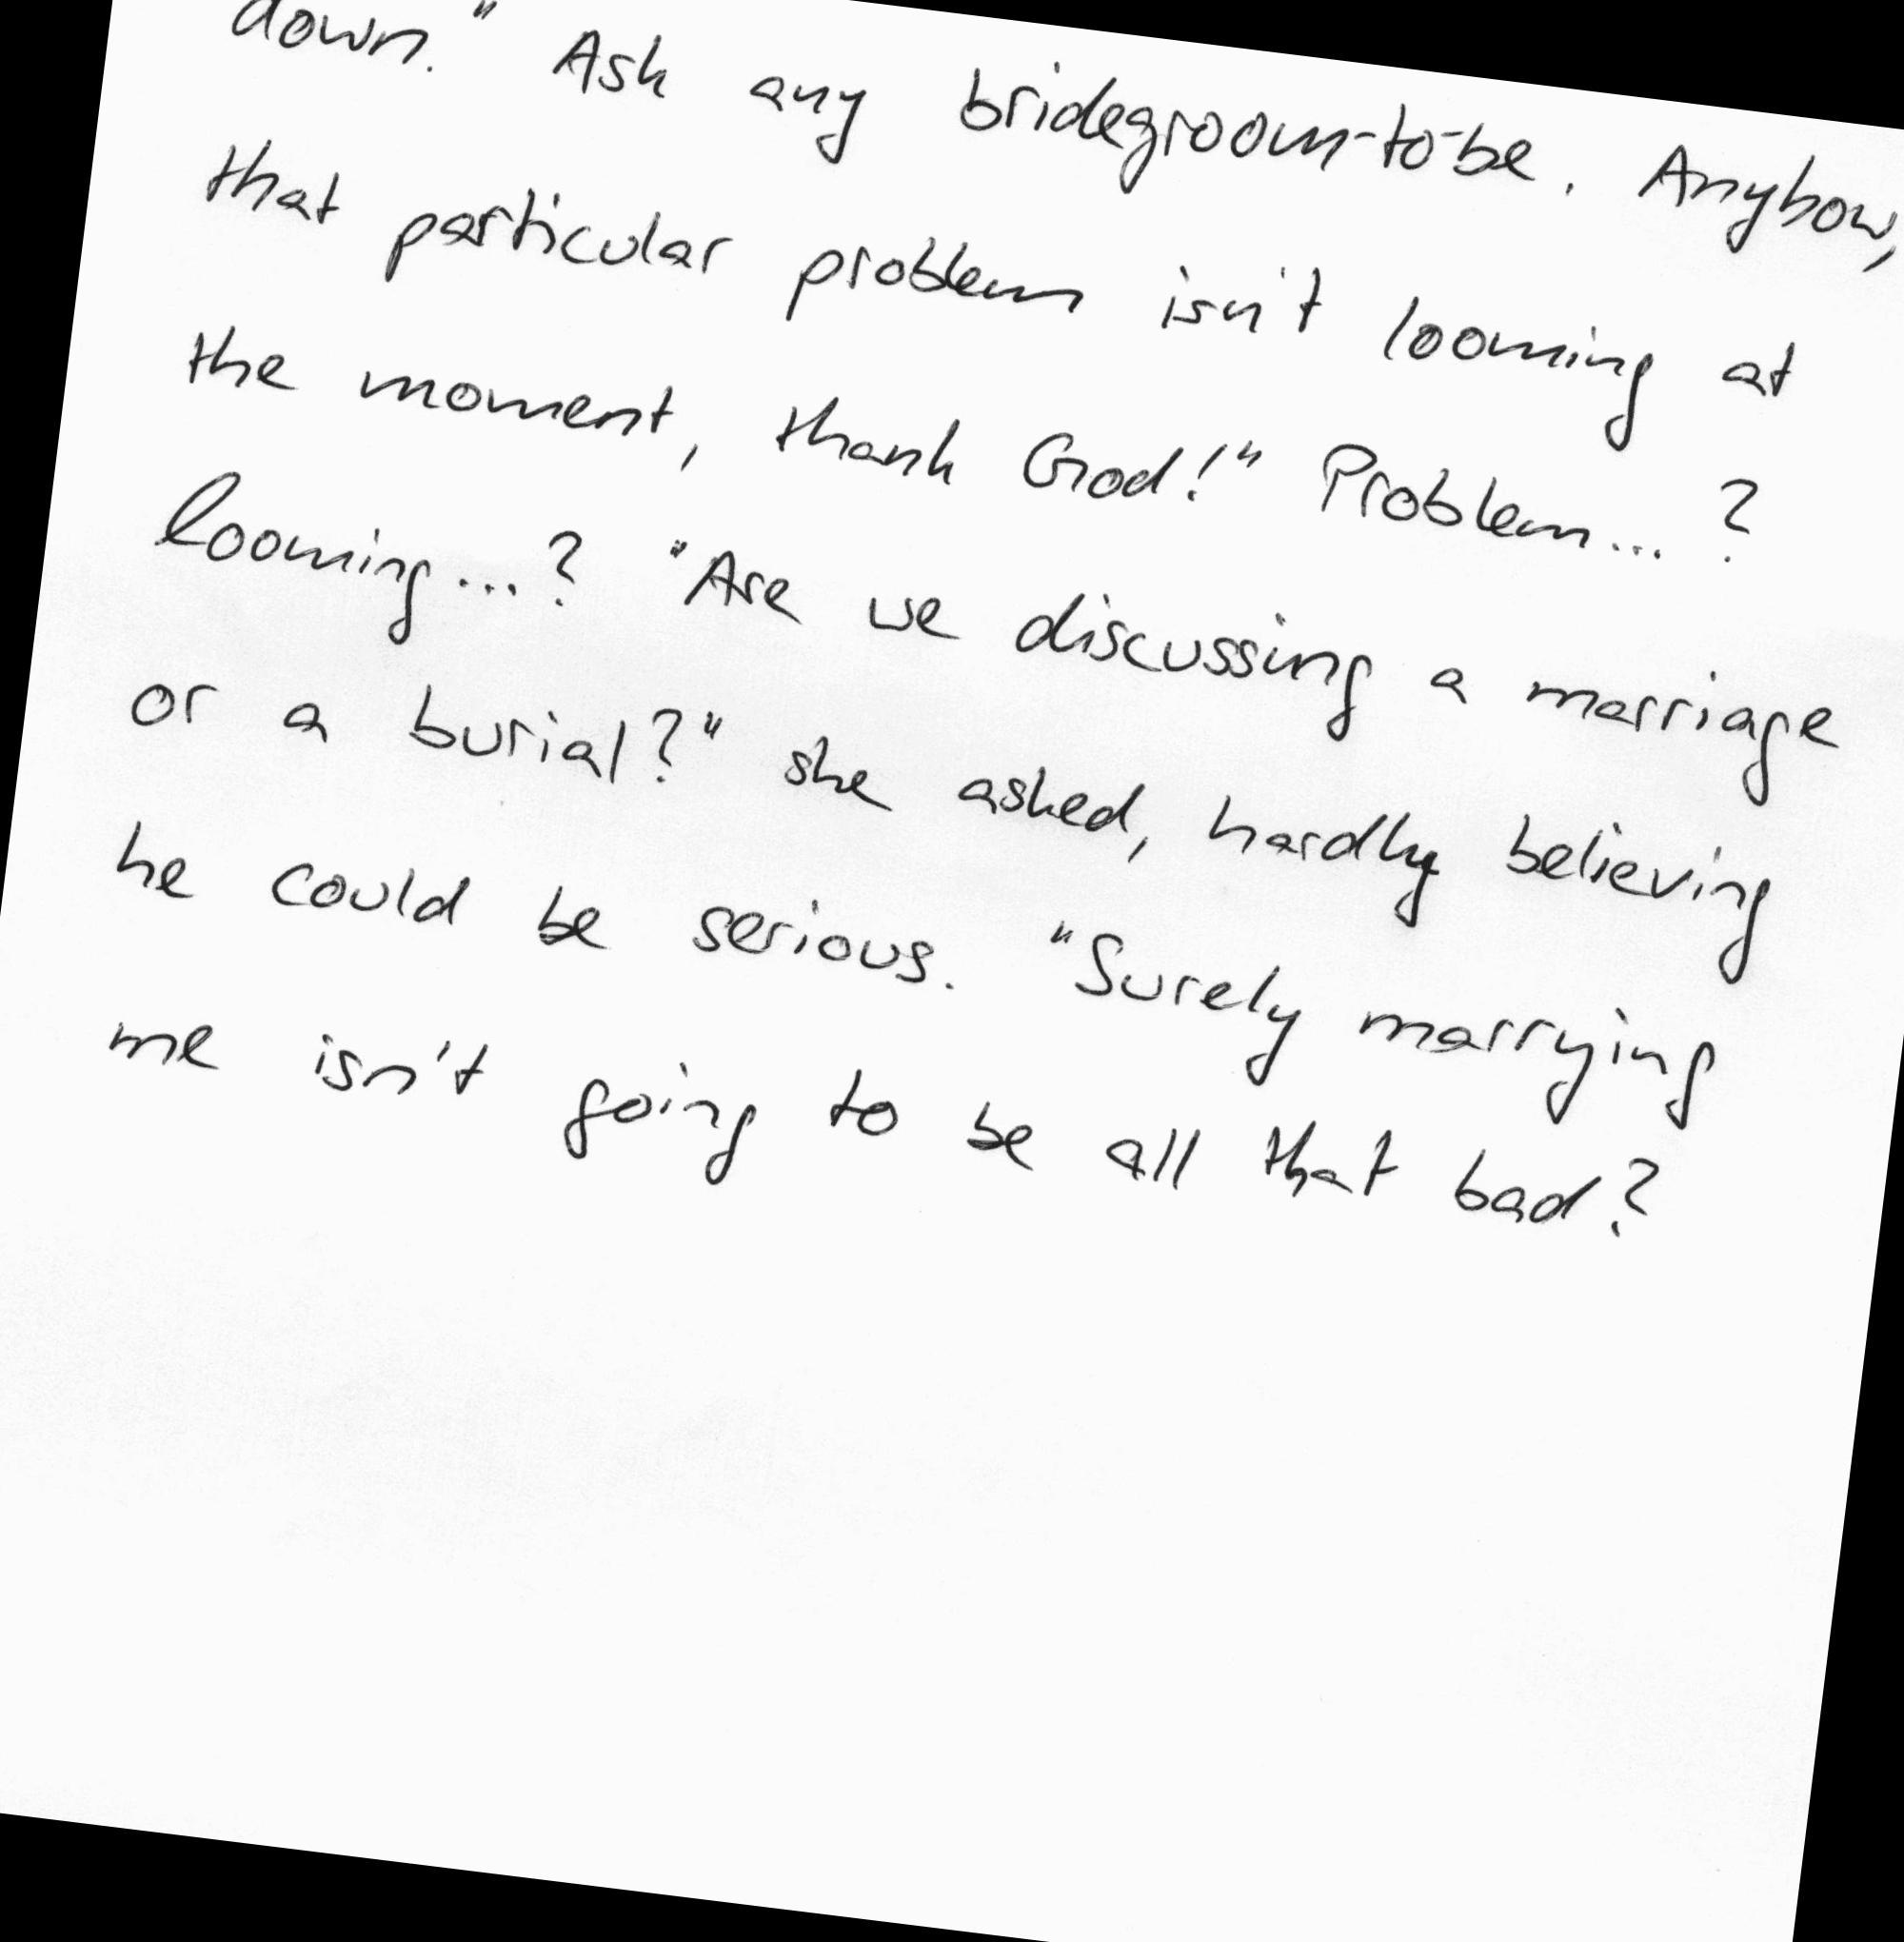 down." Ask any bridegroom-to-be. Anyhow,
that particular problem isn't looming at
the moment, thank God!" Problem... ?
looming...? "Are we discussing a marriage
or a burial?" she asked, hardly believing
he could be serious. "Surely marrying
me isn't going to be all that bad?